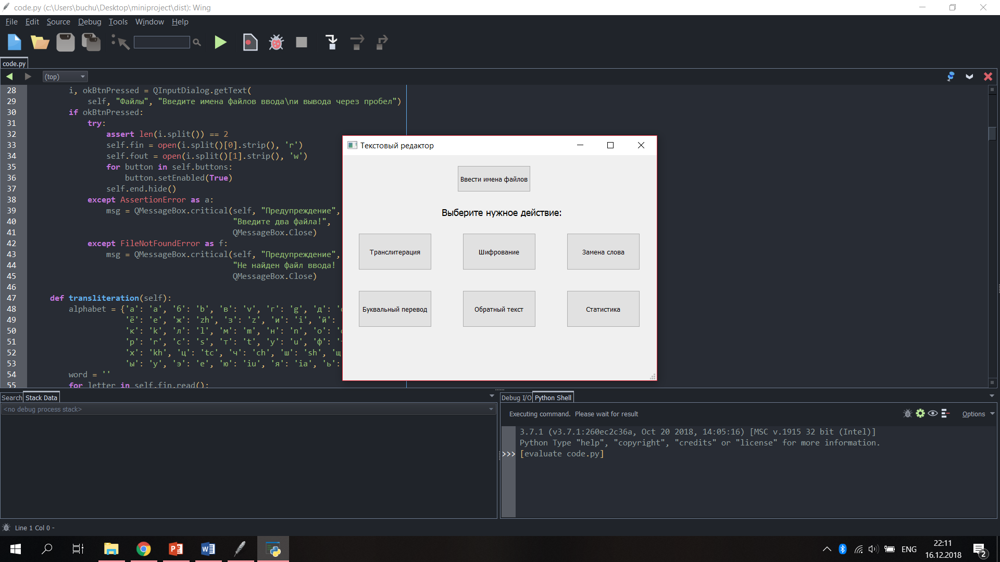 code.py (c:\Users\buchu\Desktop\miniproject\dist): Wing
File Edit Source Debug Tools Window Help
code.py
(top)
28 i, okBtnPressed = QInputDialog.getText(
29 self, "Файлы", "Введите имена файлов ввода\nи вывода через пробел")
30 if okBtnPressed:
31 try:
32 assert len(i.split()) == 2
33 self.fin = open(i.split()[0].strip(), 'r')
34 self.fout = open(i.split()[1].strip(), 'w')
35 for button in self.buttons:
36 button.setEnabled(True)
37 self.end.hide()
38 except AssertionError as a:
39 msg = QMessageBox.critical(self, "Предупреждение",
40 "Введите два файла!",
41 QMessageBox.Close)
42 except FileNotFoundError as f:
43 msg = QMessageBox.critical(self, "Предупреждение",
44 "Не найден файл ввода!
45 QMessageBox.Close)
46
47 def transliteration(self):
48 alphabet = {'а': 'a', 'б': 'b', 'в': 'v', 'г': 'g', 'д':
49 'ё': 'e', 'ж': 'zh', 'з': 'z', 'и': 'i', 'й':
50 'к': 'k', 'л': 'l', 'м': 'm', 'н': 'n', 'о':
51 'р': 'r', 'с': 's', 'т': 't', 'у': 'u', 'ф':
52 'х': 'kh', 'ц': 'tc', 'ч': 'ch', 'ш': 'sh', 'щ
53 'ы': 'y', 'э': 'e', 'ю': 'iu', 'я': 'ia', 'ь':
54 word = ''
55 for letter in self.fin.read():
Текстовый редактор
Ввести имена файлов
Выберите нужное действие:
Транслитерация Шифрование Замена слова
Буквальный перевод Обратный текст Статистика
Search Stack Data
<no debug process stack>
Debug I/O Python Shell
Executing command. Please wait for result
Options
3.7.1 (v3.7.1:260ec2c36a, Oct 20 2018, 14:05:16) [MSC v.1915 32 bit (Intel)]
Python Type "help", "copyright", "credits" or "license" for more information.
>>> [evaluate code.py]
Line 1 Col 0 -
ENG
22:11
16.12.2018
2